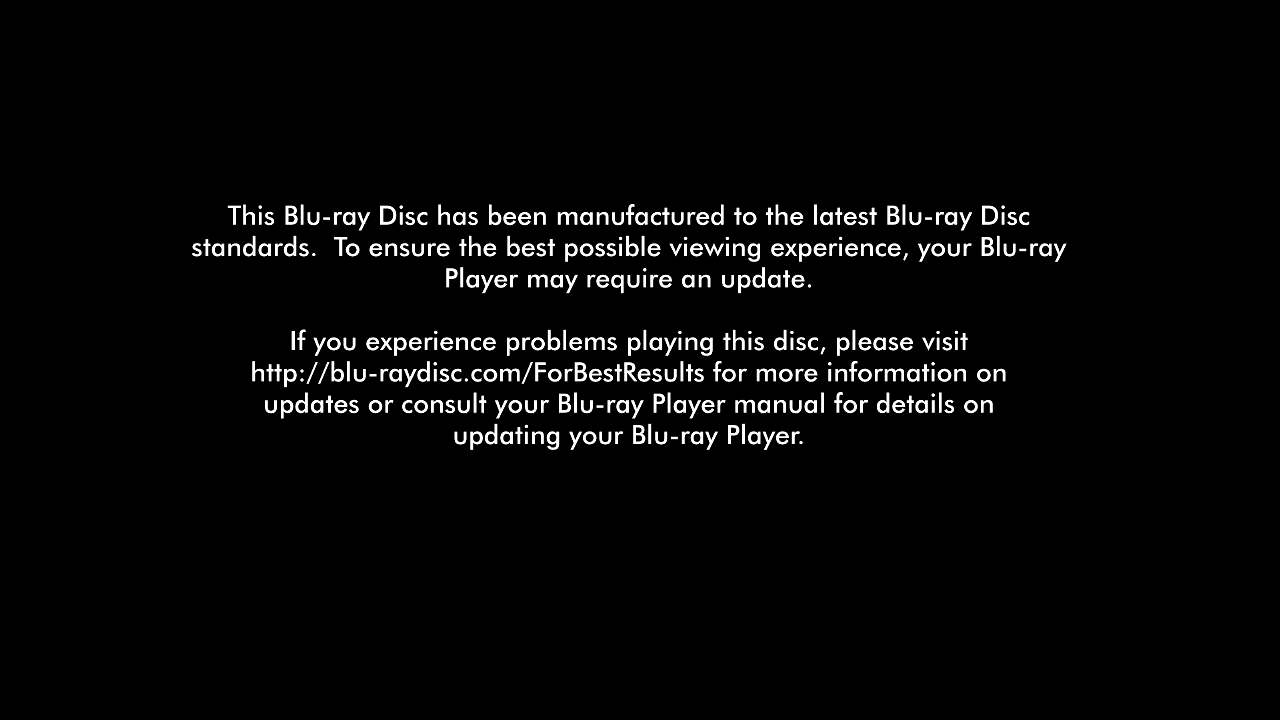 This Blu-ray Disc has been manufactured to the latest Blu-ray Disc
standards.  To ensure the best possible viewing experience, your Blu-ray
Player may require an update.
If you experience problems playing this disc, please visit
http://blu-raydisc.com/ForBestResults for more information on
updates or consult your Blu-ray Player manual for details on
updating your Blu-ray Player.